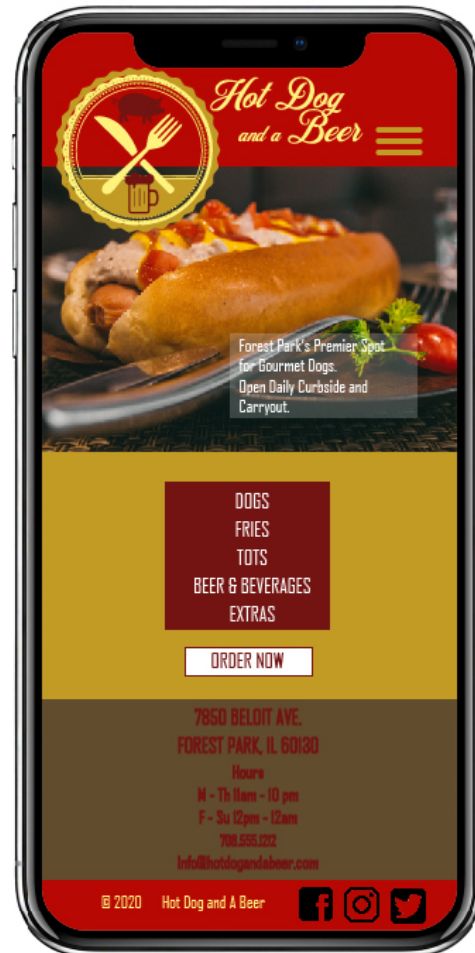 Hot Dog
and a Beer
Forest Park's Premier Spot
for Gourmet Dogs.
Open Daily Curbside and
Carryout.
DOGS
FRIES
TOTS
BEER & BEVERAGES
EXTRAS
ORDER NOW
7850 BELOIT AVE.
FOREST PARK, IL 60130
Hours
M - Th 11am - 10 pm
F - Su 12pm - 12am
708.555.1212
info@hotdogandabeer.com
© 2020 Hot Dog and A Beer